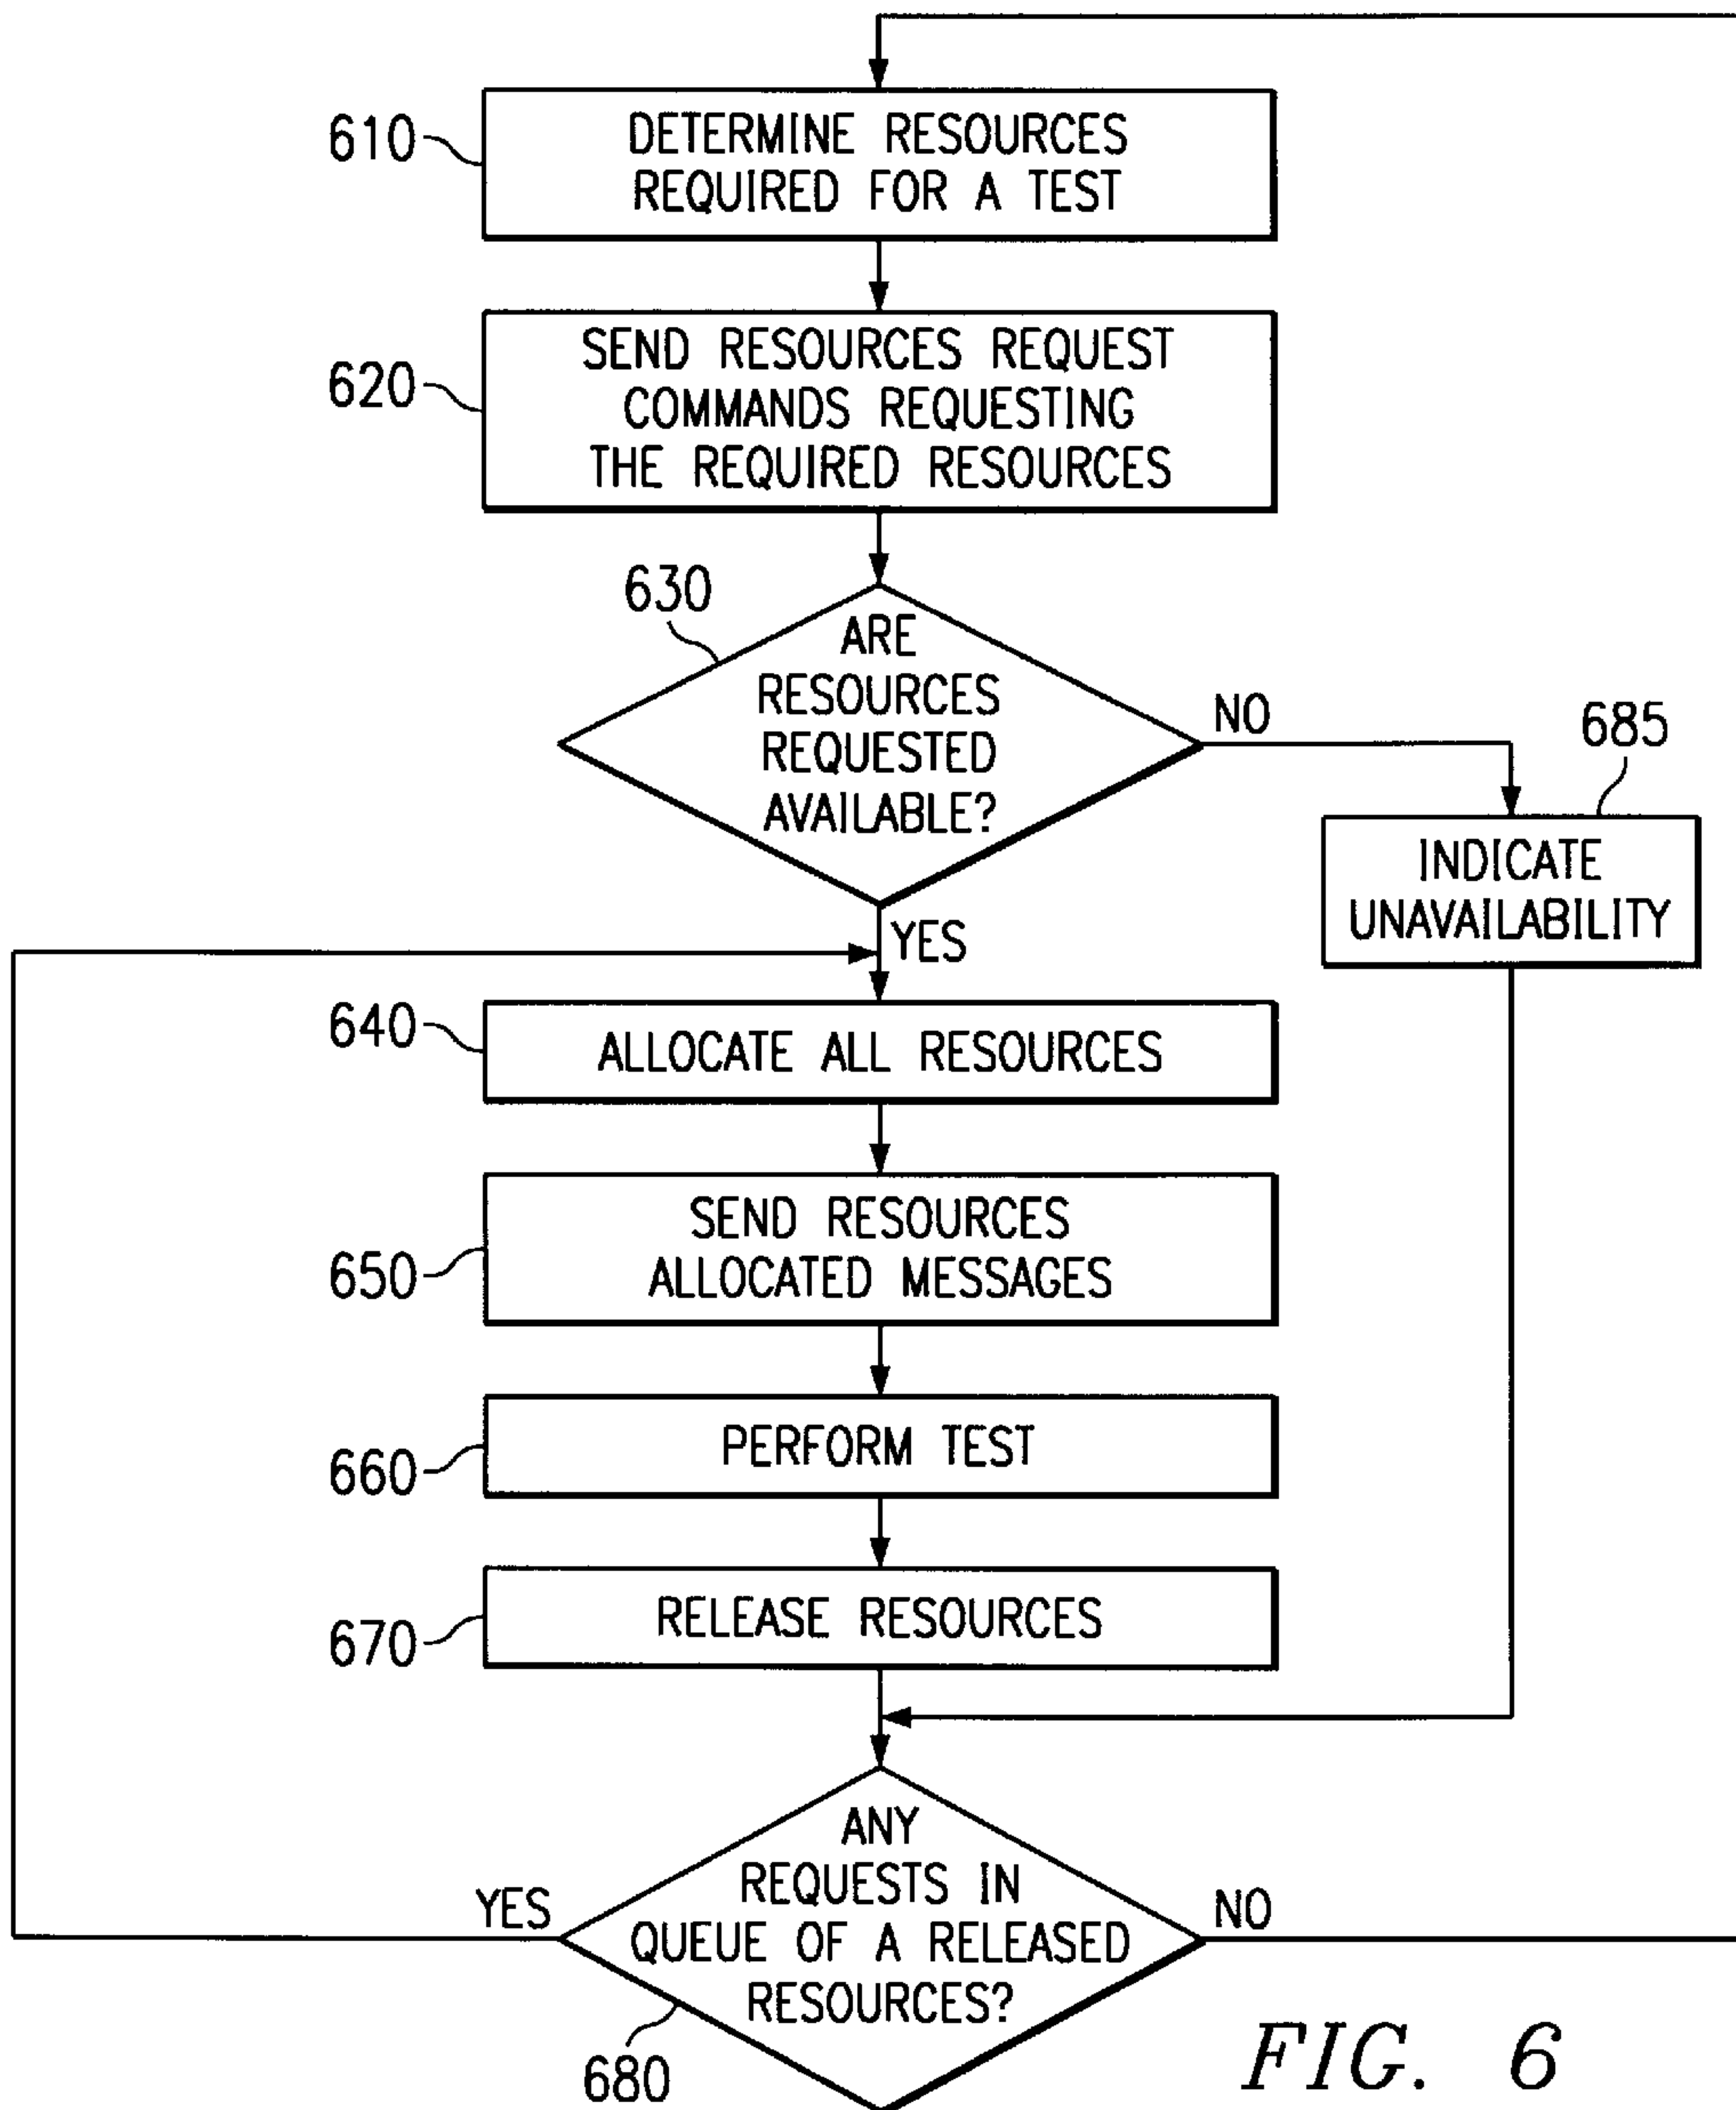 610
DETERMINE RESOURCES
REQUIRED FOR A TEST
620
SEND RESOURCES REQUEST
COMMANDS REQUESTING
THE REQUIRED RESOURCES
630
ARE
RESOURCES
REQUESTED
AVAILABLE?
NO
685
INDICATE
UNAVAILABILITY
YES
640
ALLOCATE ALL RESOURCES
650
SEND RESOURCES
ALLOCATED MESSAGES
660
PERFORM TEST
670
RELEASE RESOURCES
ANY
REQUESTS IN
QUEUE OF A RELEASED
RESOURCES?
YES
NO
680
FIG. 6